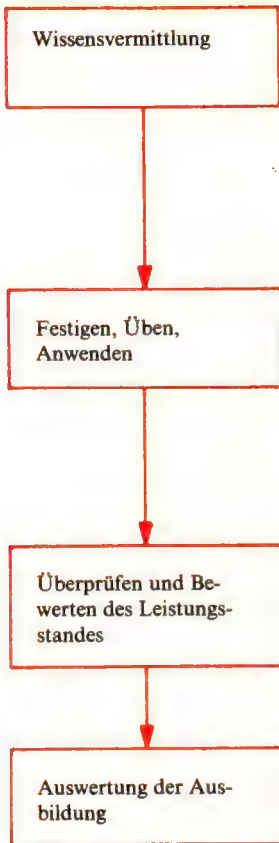 Wissensvermittlung
Festigen, Üben,
Anwenden
Überprüfen und Be-
werten des Leistungs-
standes
Auswertung der Aus-
bildung